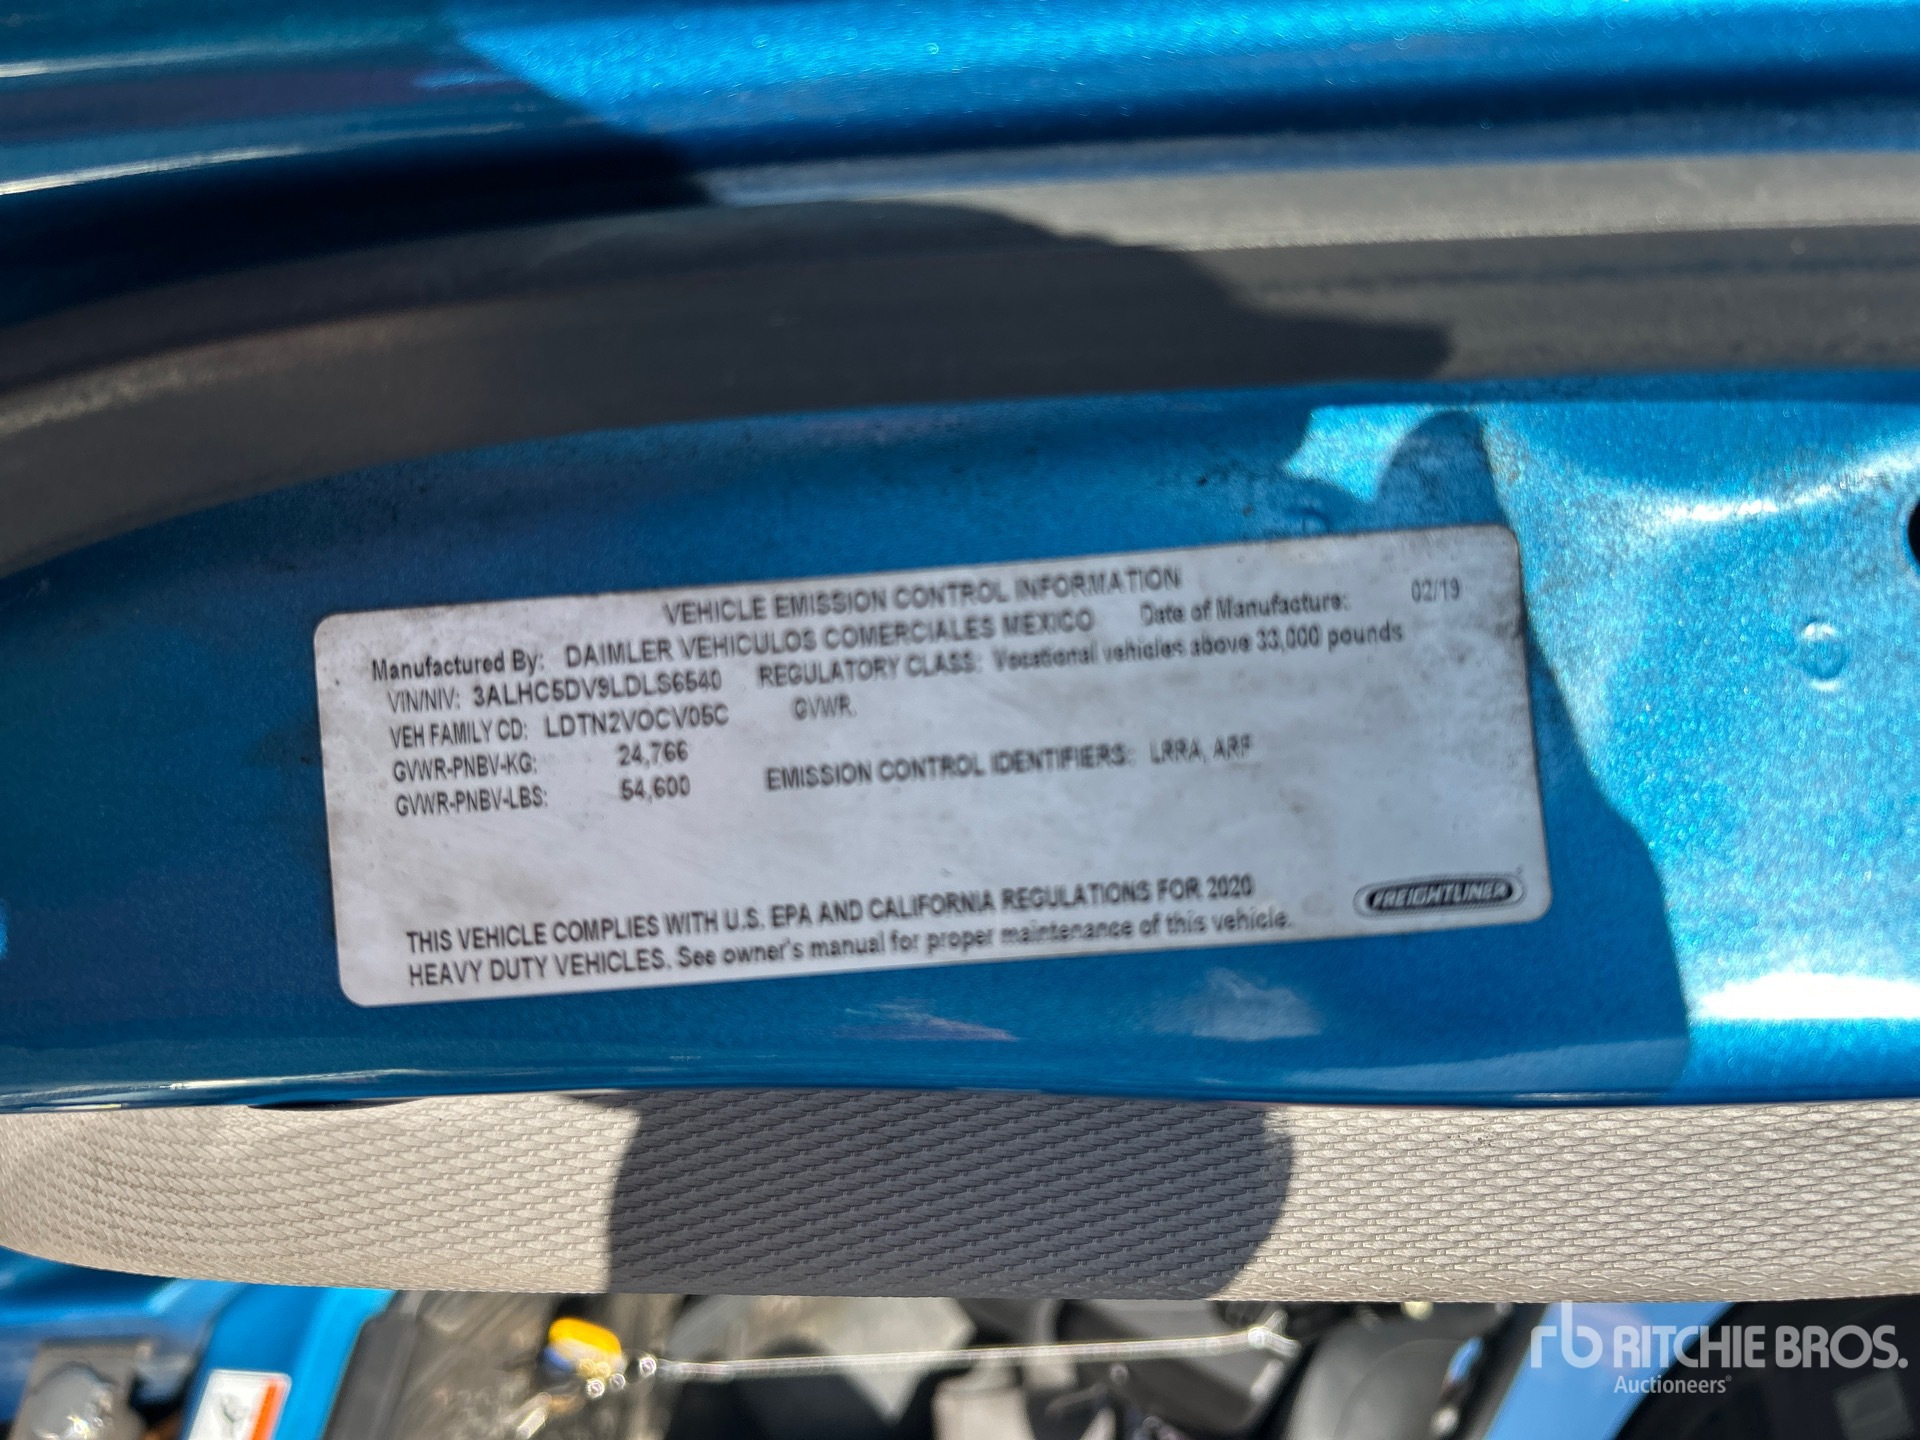 VEHICLE EMISSION CONTROL INFORMATION
Manufactured By: DAIMLER VEHICULOS COMERCIALES MEXICO Date of Manufacture: 02/19
VIN/NIV: 3ALHC5DV9LDLS6540 REGULATORY CLASS: Vocational vehicles above 33,000 pounds
VEH FAMILY CD: LDTN2VOCV05C GVWR.
GVWR-PNBV-KG: 24,766
GVWR-PNBV-LBS: 54,600 EMISSION CONTROL IDENTIFIERS: LRRA, ARF
THIS VEHICLE COMPLIES WITH U.S. EPA AND CALIFORNIA REGULATIONS FOR 2020
HEAVY DUTY VEHICLES. See owner's manual for proper maintenance of this vehicle.
FREIGHTLINER
rb RITCHIE BROS.
Auctioneers